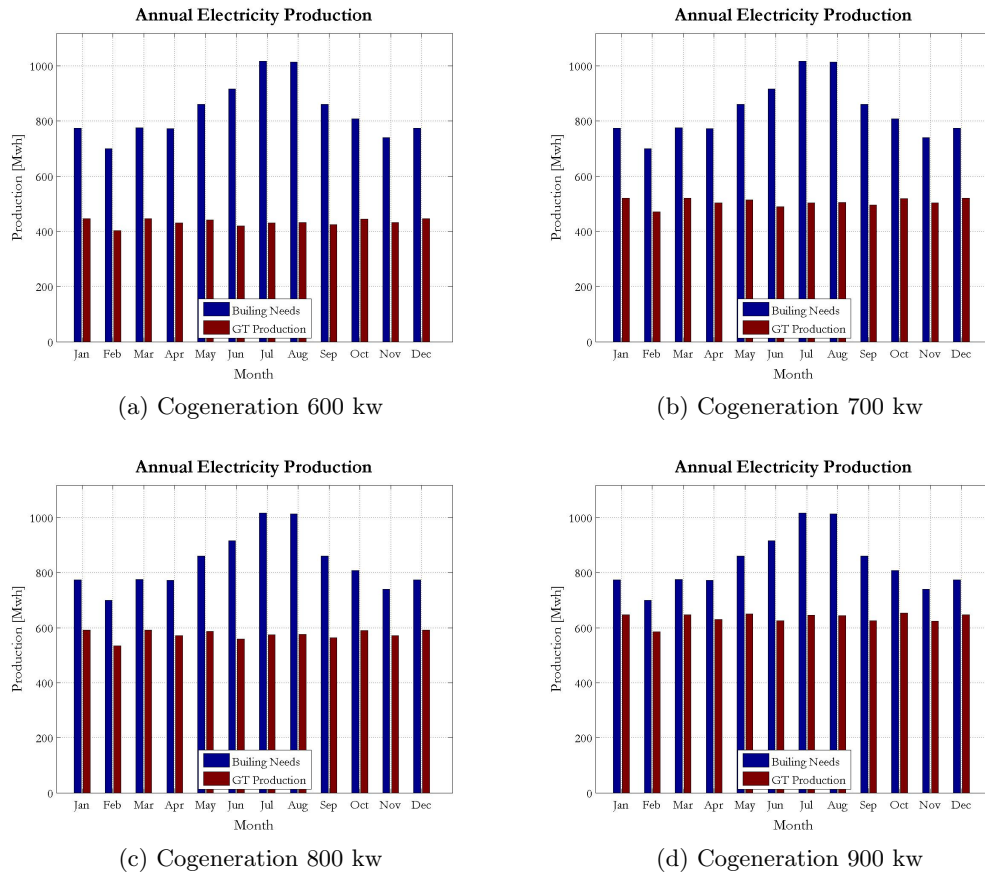 Annual Electricity Production
Production [Mwh]
1000
800
600
400
200
0
Builing Needs
GT Production
Jan Feb Mar Apr May Jun Jul Aug Sep Oct Nov Dec
Month
(a) Cogeneration 600 kw
Annual Electricity Production
Production [Mwh]
1000
800
600
400
200
0
Builing Needs
GT Production
Jan Feb Mar Apr May Jun Jul Aug Sep Oct Nov Dec
Month
(b) Cogeneration 700 kw
Annual Electricity Production
Production [Mwh]
1000
800
600
400
200
0
Builing Needs
GT Production
Jan Feb Mar Apr May Jun Jul Aug Sep Oct Nov Dec
Month
(c) Cogeneration 800 kw
Annual Electricity Production
Production [Mwh]
1000
800
600
400
200
0
Builing Needs
GT Production
Jan Feb Mar Apr May Jun Jul Aug Sep Oct Nov Dec
Month
(d) Cogeneration 900 kw